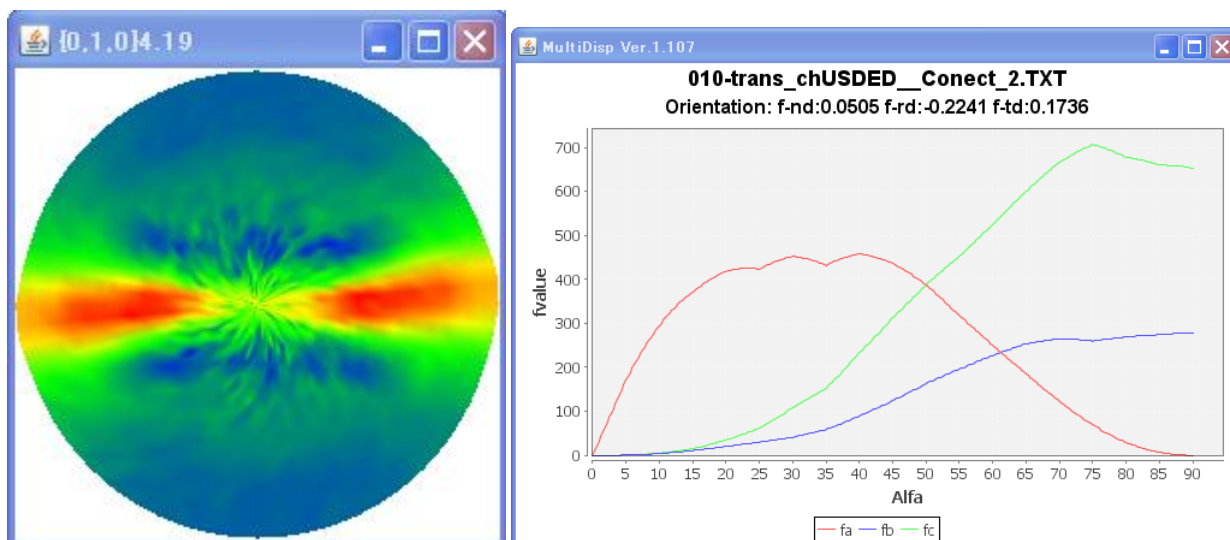 {0,1,0}4.19
MultiDisp Ver.1.107
010-trans_chUSDED__Conect_2.TXT
Orientation: f-nd:0.0505 f-rd:-0.2241 f-td:0.1736
fvalue
700
600
500
400
300
200
100
0
0 5 10 15 20 25 30 35 40 45 50 55 60 65 70 75 80 85 90
Alfa
fa fb fc